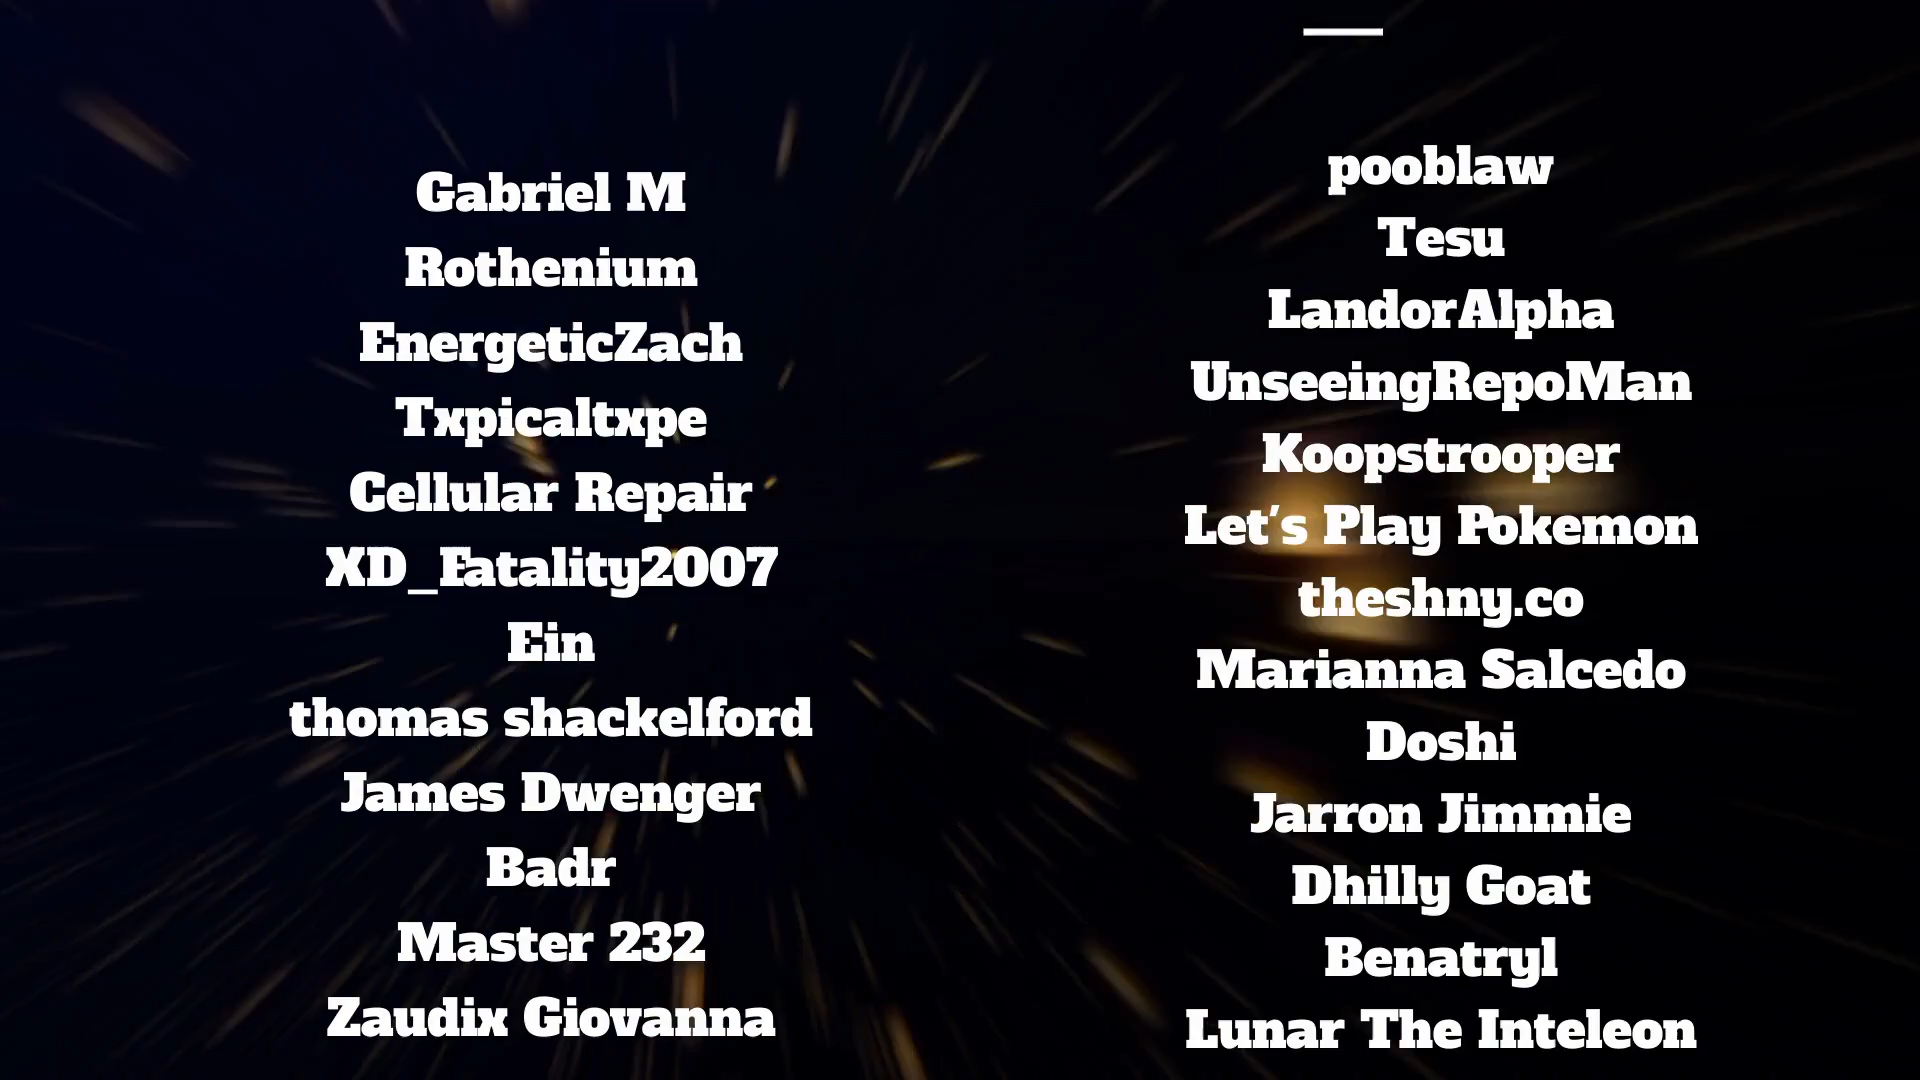 Gabriel M
Rothenium
EnergeticZach
Txpicaltxpe
Cellular Repair
XD_Fatality2007
Ein
thomas shackelford
James Dwenger
Badr
Master 232
Zaudix Giovanna
pooblaw
Tesu
LandorAlpha
UnseeingRepoMan
Koopstrooper
Let's Play Pokemon
theshny.co
Marianna Salcedo
Doshi
Jarron Jimmie
Dhilly Goat
Benatryl
Lunar The Inteleon